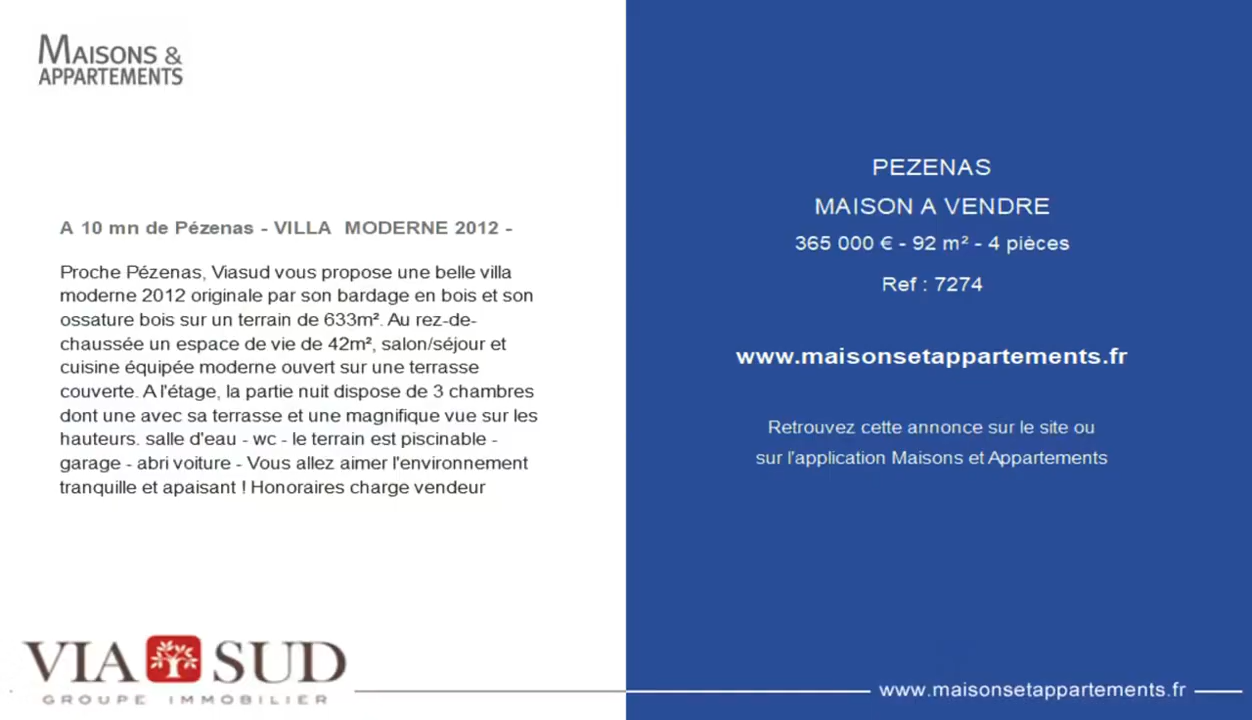 MAISONS &
APPARTEMENTS
A 10 mn de Pézenas - VILLA MODERNE 2012 -
Proche Pézenas, Viasud vous propose une belle villa
moderne 2012 originale par son bardage en bois et son
ossature bois sur un terrain de 633m². Au rez-de-
chaussée un espace de vie de 42m², salon/séjour et
cuisine équipée moderne ouvert sur une terrasse
couverte. A l'étage, la partie nuit dispose de 3 chambres
dont une avec sa terrasse et une magnifique vue sur les
hauteurs. salle d'eau - wc - le terrain est piscinable -
garage - abri voiture - Vous allez aimer l'environnement
tranquille et apaisant ! Honoraires charge vendeur
VIA SUD
GROUPE IMMOBILIER
PEZENAS
MAISON A VENDRE
365 000 € - 92 m² - 4 pièces
Ref : 7274
www.maisonsetappartements.fr
Retrouvez cette annonce sur le site ou
sur l'application Maisons et Appartements
www.maisonsetappartements.fr